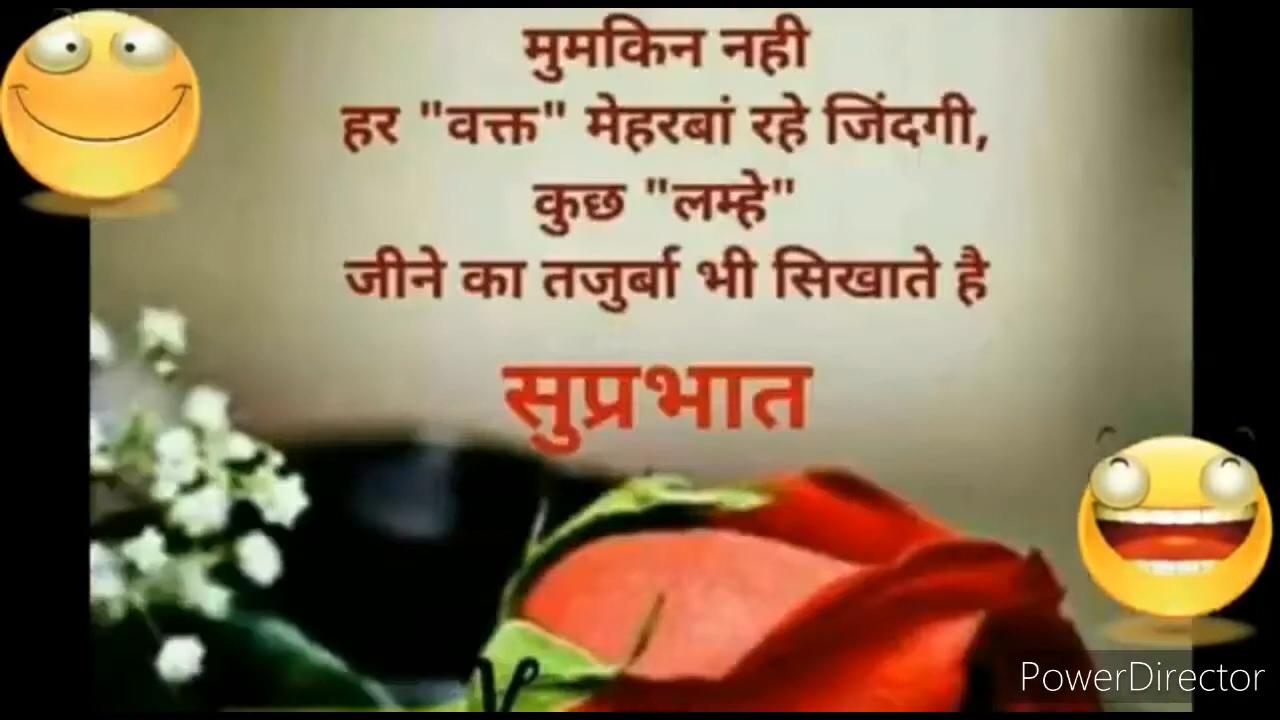 मुमकिन नही
हर "वक्त" मेहरबां रहे जिंदगी,
कुछ "लम्हे"
जीने का तजुर्बा भी सिखाते है
सुप्रभात
PowerDirector